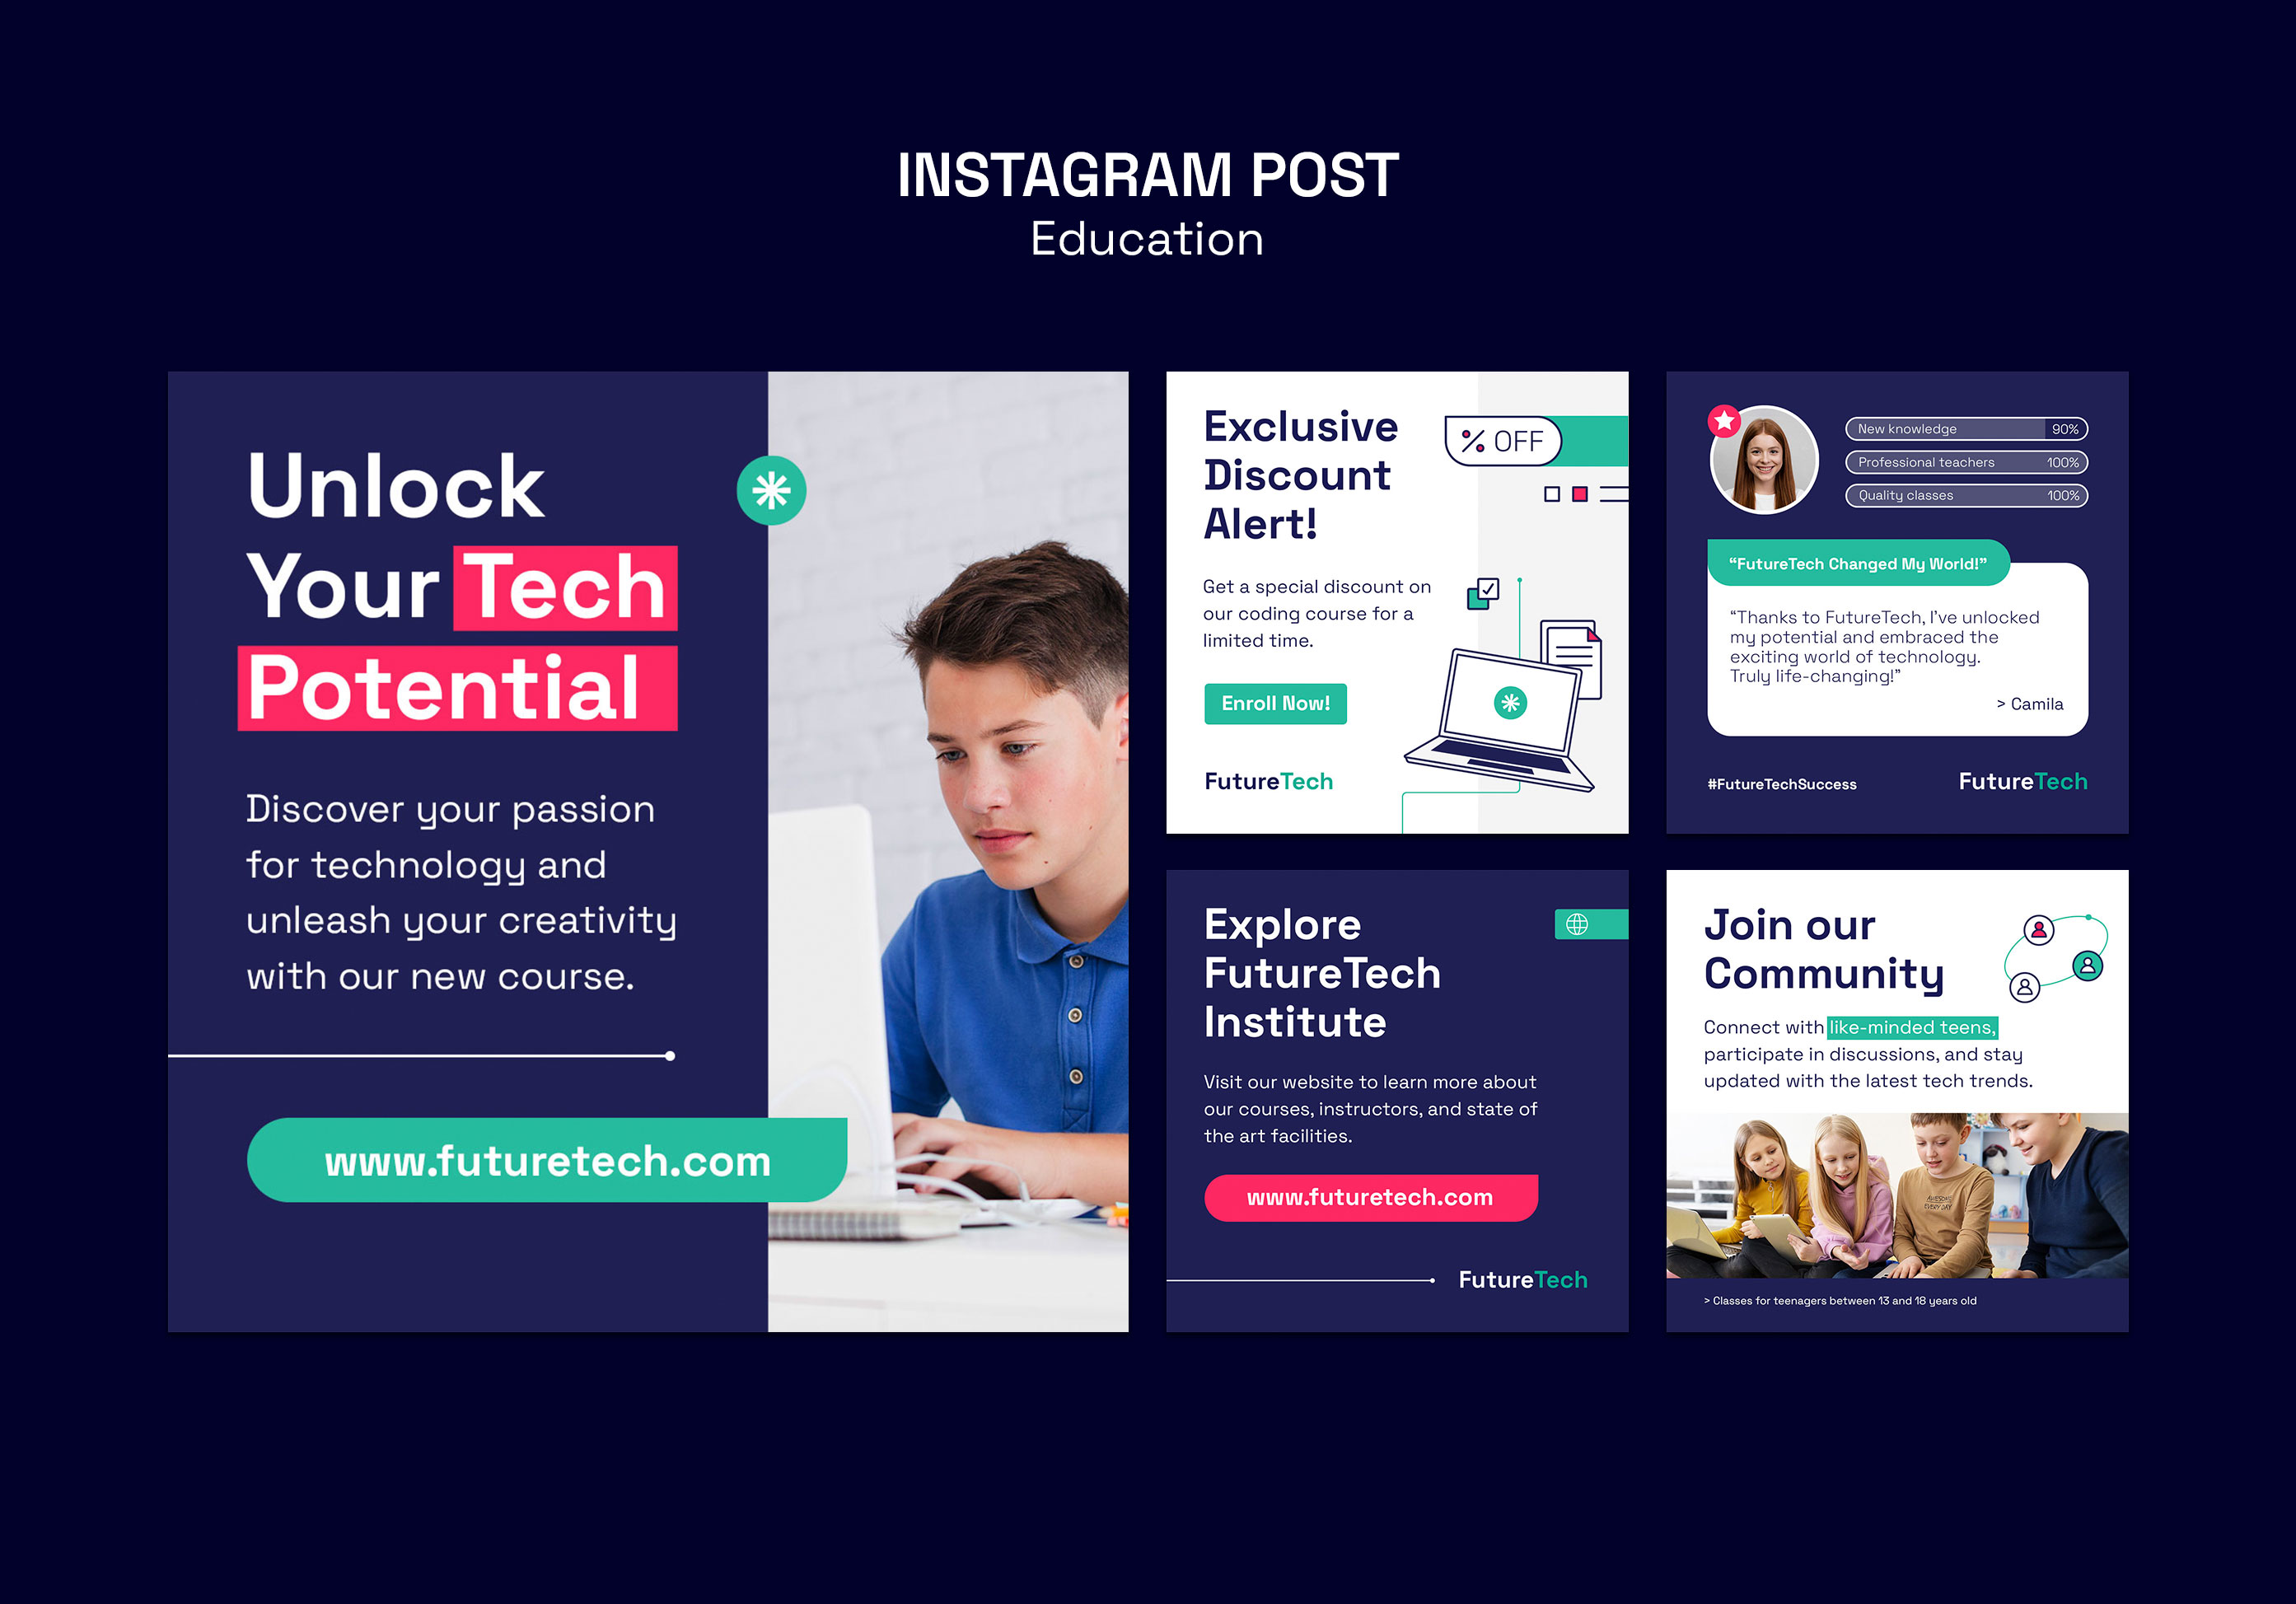 INSTAGRAM POST
Education
Unlock
Your Tech
Potential
Discover your passion
for technology and
unleash your creativity
with our new course.
www.futuretech.com
Exclusive
Discount
Alert!
% OFF
Get a special discount on
our coding course for a
limited time.
Enroll Now!
FutureTech
New knowledge 90%
Professional teachers 100%
Quality classes 100%
“FutureTech Changed My World!”
“Thanks to FutureTech, I’ve unlocked
my potential and embraced the
exciting world of technology.
Truly life-changing!”
> Camila
#FutureTechSuccess
FutureTech
Explore
FutureTech
Institute
Visit our website to learn more about
our courses, instructors, and state of
the art facilities.
www.futuretech.com
FutureTech
Join our
Community
Connect with like-minded teens,
participate in discussions, and stay
updated with the latest tech trends.
AWESOME
EVERY DAY
> Classes for teenagers between 13 and 18 years old